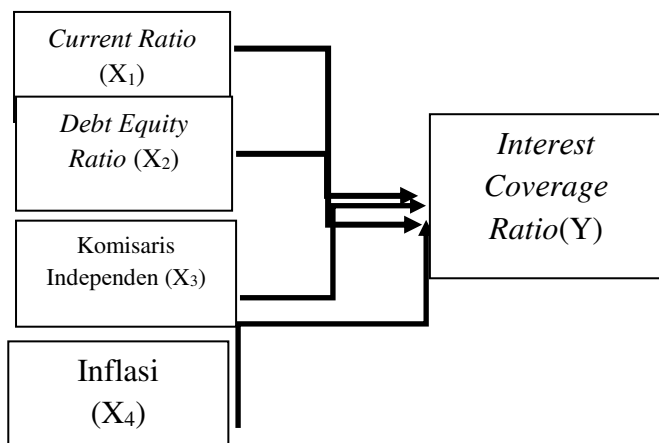 Current Ratio
(X₁)
Debt Equity
Ratio (X₂)
Komisaris
Independen (X₃)
Inflasi
(X₄)
Interest
Coverage
Ratio(Y)